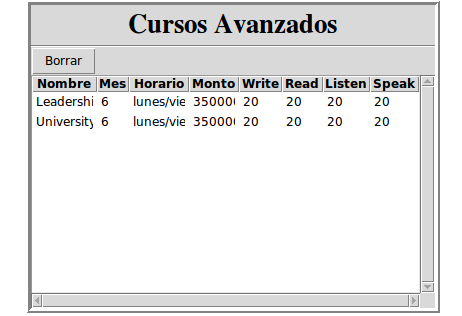 Cursos Avanzados
Borrar
Nombre Mes Horario Monto Write Read Listen Speak
Leadershi 6 lunes/vie 35000 20 20 20 20
University 6 lunes/vie 35000 20 20 20 20